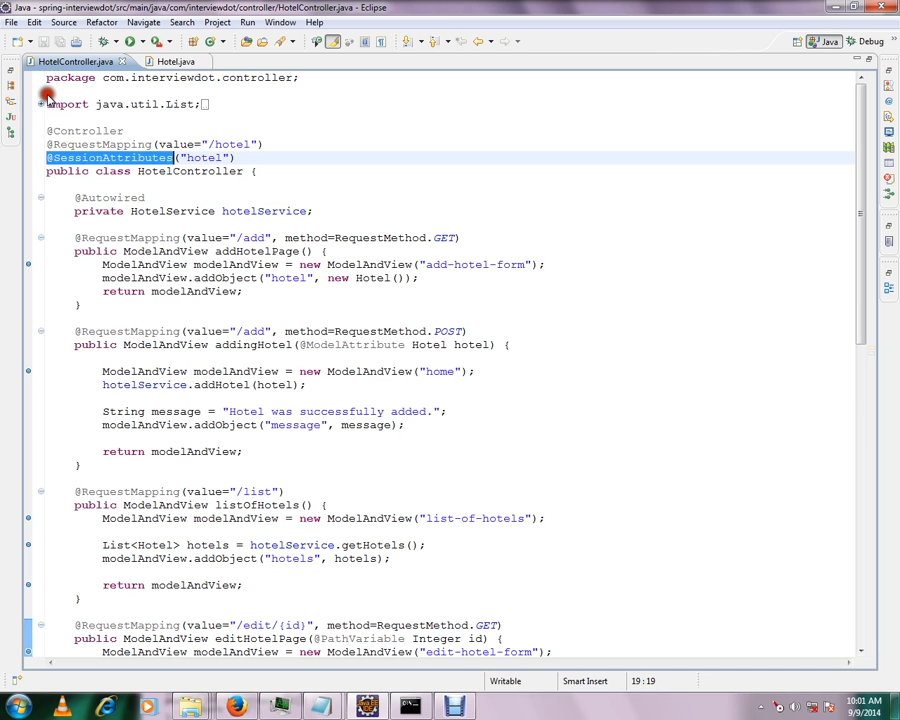 Java - spring-interviewdot/src/main/java/com/interviewdot/controller/HotelController.java - Eclipse
File Edit Source Refactor Navigate Search Project Run Window Help
Java Debug
HotelController.java Hotel.java
package com.interviewdot.controller;
import java.util.List;
@Controller
@RequestMapping(value="/hotel")
@SessionAttributes("hotel")
public class HotelController {
@Autowired
private HotelService hotelService;
@RequestMapping(value="/add", method=RequestMethod.GET)
public ModelAndView addHotelPage() {
ModelAndView modelAndView = new ModelAndView("add-hotel-form");
modelAndView.addObject("hotel", new Hotel());
return modelAndView;
}
@RequestMapping(value="/add", method=RequestMethod.POST)
public ModelAndView addingHotel(@ModelAttribute Hotel hotel) {
ModelAndView modelAndView = new ModelAndView("home");
hotelService.addHotel(hotel);
String message = "Hotel was successfully added.";
modelAndView.addObject("message", message);
return modelAndView;
}
@RequestMapping(value="/list")
public ModelAndView listOfHotels() {
ModelAndView modelAndView = new ModelAndView("list-of-hotels");
List<Hotel> hotels = hotelService.getHotels();
modelAndView.addObject("hotels", hotels);
return modelAndView;
}
@RequestMapping(value="/edit/{id}", method=RequestMethod.GET)
public ModelAndView editHotelPage(@PathVariable Integer id) {
ModelAndView modelAndView = new ModelAndView("edit-hotel-form");
Writable Smart Insert 19 : 19
10:01 AM
9/9/2014